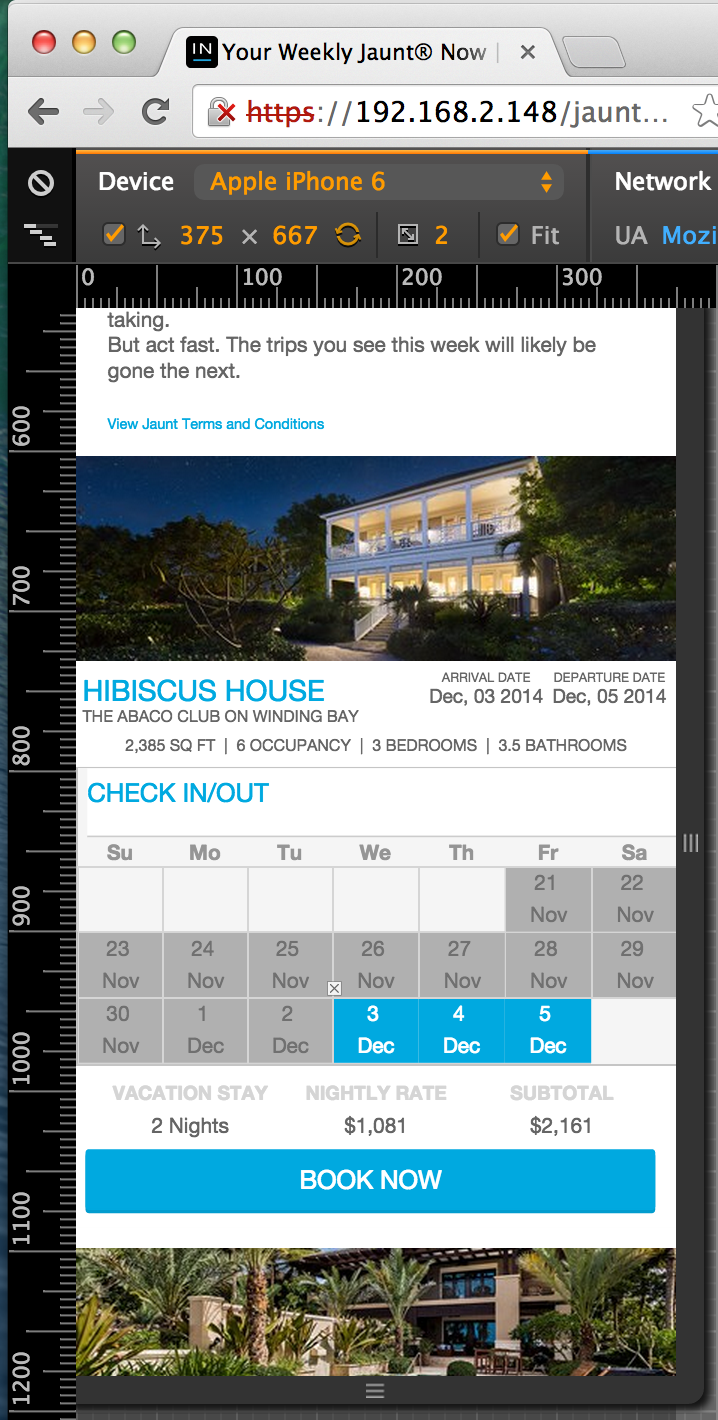 IN Your Weekly Jaunt® Now
https://192.168.2.148/jaunt...
Device Apple iPhone 6 Network
375 × 667 2 Fit UA Mozi
0 100 200 300
taking.
But act fast. The trips you see this week will likely be
gone the next.
View Jaunt Terms and Conditions
600
700
800
900
1000
1100
1200
HIBISCUS HOUSE
THE ABACO CLUB ON WINDING BAY
ARRIVAL DATE DEPARTURE DATE
Dec, 03 2014 Dec, 05 2014
2,385 SQ FT | 6 OCCUPANCY | 3 BEDROOMS | 3.5 BATHROOMS
CHECK IN/OUT
Su Mo Tu We Th Fr Sa
21 22
Nov Nov
23 24 25 26 27 28 29
Nov Nov Nov Nov Nov Nov Nov
30 1 2 3 4 5
Nov Dec Dec Dec Dec Dec
VACATION STAY NIGHTLY RATE SUBTOTAL
2 Nights $1,081 $2,161
BOOK NOW